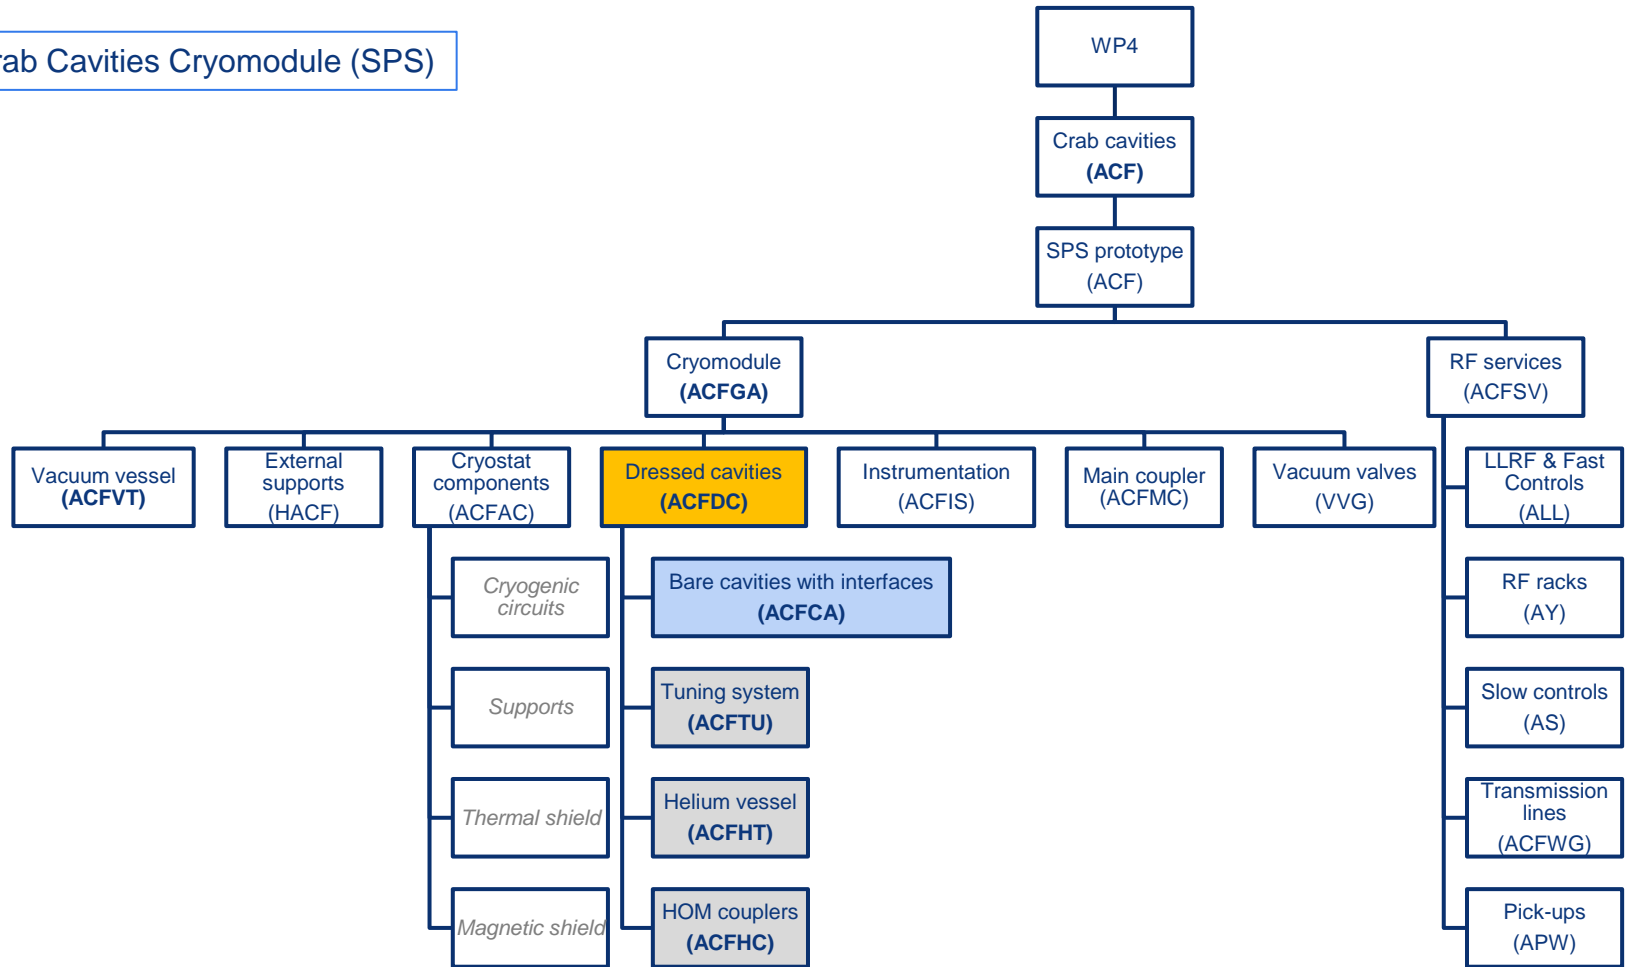 rab Cavities Cryomodule (SPS)
WP4
Crab cavities
(ACF)
SPS prototype
(ACF)
Cryomodule
(ACFGA)
RF services
(ACFSV)
Vacuum vessel
(ACFVT)
External
supports
(HACF)
Cryostat
components
(ACFAC)
Dressed cavities
(ACFDC)
Instrumentation
(ACFIS)
Main coupler
(ACFMC)
Vacuum valves
(VVG)
LLRF & Fast
Controls
(ALL)
Cryogenic
circuits
Bare cavities with interfaces
(ACFCA)
RF racks
(AY)
Supports
Tuning system
(ACFTU)
Slow controls
(AS)
Thermal shield
Helium vessel
(ACFHT)
Transmission
lines
(ACFWG)
Magnetic shield
HOM couplers
(ACFHC)
Pick-ups
(APW)